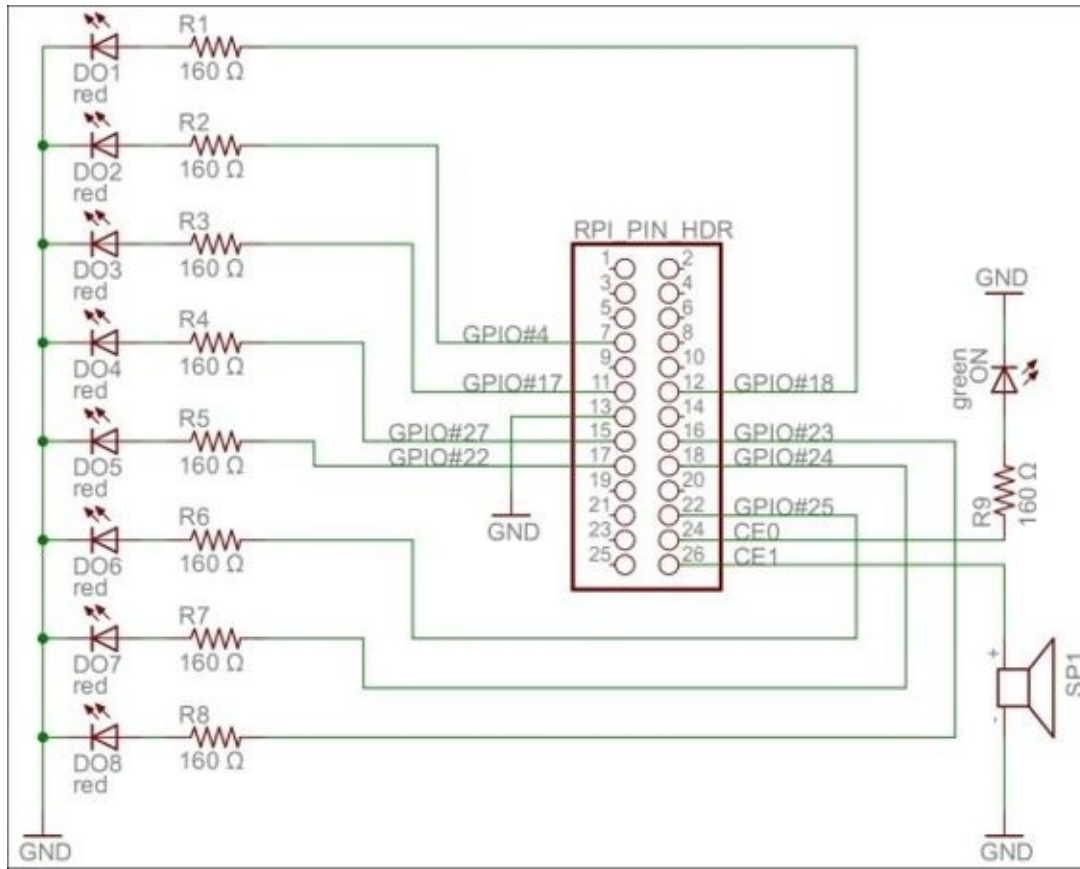 R1
160 Ω
DO1
red
R2
160 Ω
DO2
red
R3
160 Ω
DO3
red
R4
160 Ω
DO4
red
R5
160 Ω
DO5
red
R6
160 Ω
DO6
red
R7
160 Ω
DO7
red
R8
160 Ω
DO8
red
GND
RPI PIN HDR
1 2
3 4
5 6
GPIO#4 7 8
9 10
GPIO#17 11 12 GPIO#18
13 14
GPIO#27 15 16 GPIO#23
GPIO#22 17 18 GPIO#24
19 20
21 22 GPIO#25
23 24 CE0
25 26 CE1
GND
GND
green
ON
R9
160 Ω
+
SP1
-
GND